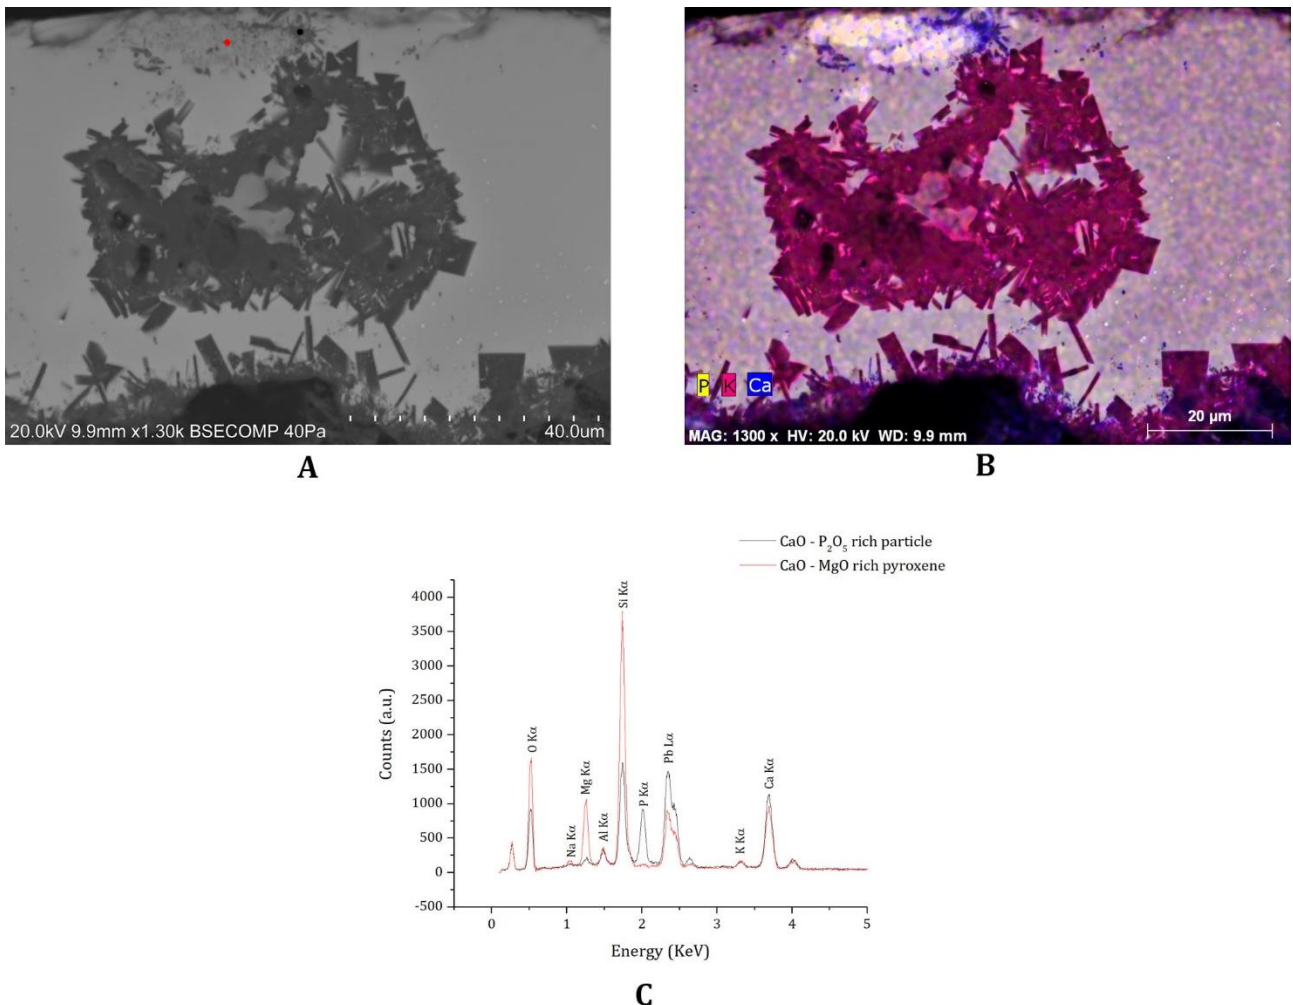 20.0kV 9.9mm x1.30k BSECOMP 40Pa
40.0um
A
P K Ca
MAG: 1300 x HV: 20.0 kV WD: 9.9 mm
20 µm
B
CaO - P₂O₅ rich particle
CaO - MgO rich pyroxene
Counts (a.u.)
4000
3500
3000
2500
2000
1500
1000
500
0
-500
O Kα
Na Kα
Mg Kα
Al Kα
Si Kα
P Kα
Pb Lα
K Kα
Ca Kα
0 1 2 3 4 5
Energy (KeV)
C